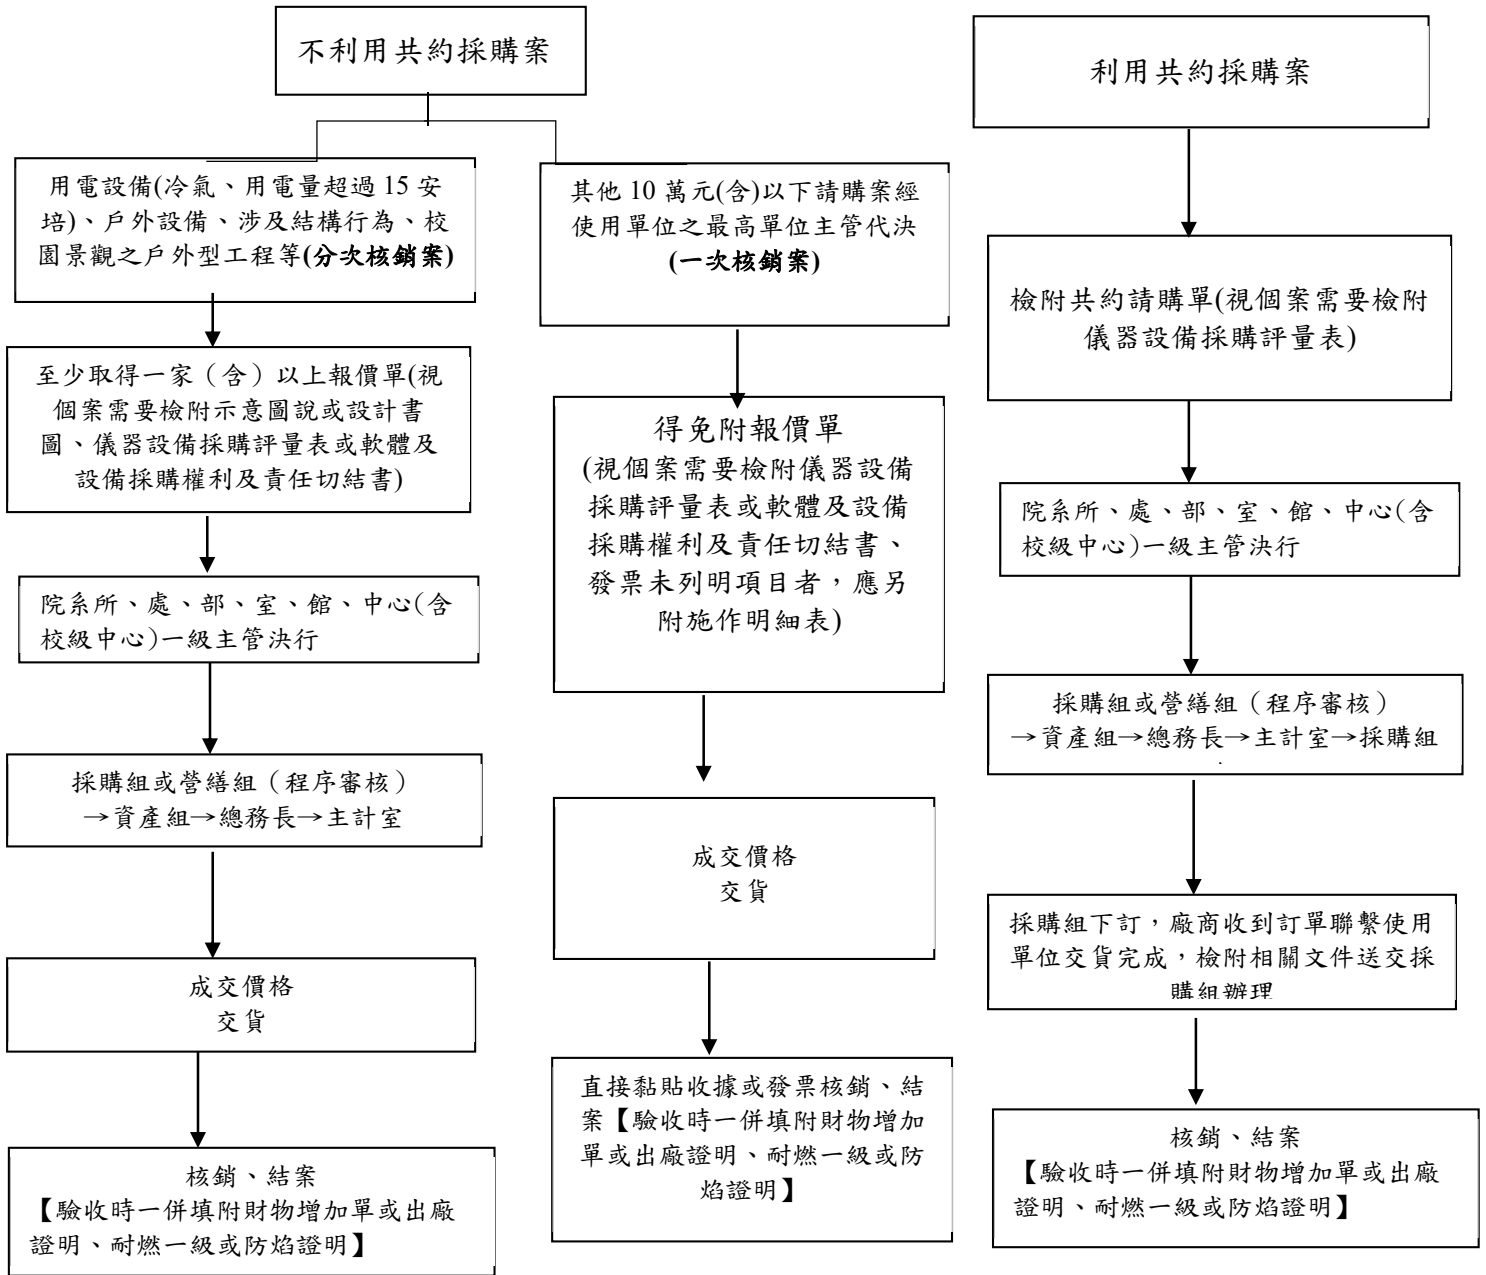 不利用共約採購案
用電設備(冷氣、用電量超過 15 安
培)、戶外設備、涉及結構行為、校
園景觀之戶外型工程等(分次核銷案)
至少取得一家（含）以上報價單(視
個案需要檢附示意圖說或設計書
圖、儀器設備採購評量表或軟體及
設備採購權利及責任切結書)
院系所、處、部、室、館、中心(含
校級中心)一級主管決行
採購組或營繕組（程序審核）
→資產組→總務長→主計室
成交價格
交貨
核銷、結案
【驗收時一併填附財物增加單或出廠
證明、耐燃一級或防焰證明】
其他 10 萬元(含)以下請購案經
使用單位之最高單位主管代決
(一次核銷案)
得免附報價單
(視個案需要檢附儀器設備
採購評量表或軟體及設備
採購權利及責任切結書、
發票未列明項目者，應另
附施作明細表)
成交價格
交貨
直接黏貼收據或發票核銷、結
案【驗收時一併填附財物增加
單或出廠證明、耐燃一級或防
焰證明】
利用共約採購案
檢附共約請購單(視個案需要檢附
儀器設備採購評量表)
院系所、處、部、室、館、中心(含
校級中心)一級主管決行
採購組或營繕組（程序審核）
→資產組→總務長→主計室→採購組
採購組下訂，廠商收到訂單聯繫使用
單位交貨完成，檢附相關文件送交採
購組辦理
核銷、結案
【驗收時一併填附財物增加單或出廠
證明、耐燃一級或防焰證明】